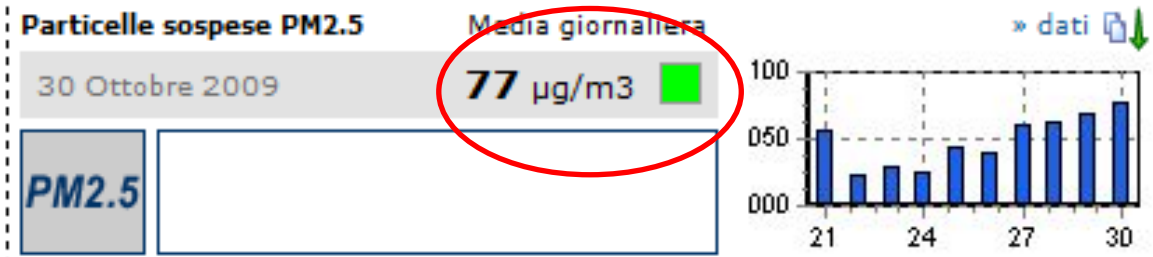 Particelle sospese PM2.5 Media giornaliera » dati
30 Ottobre 2009 77 µg/m3
PM2.5
100
050
000
21 24 27 30